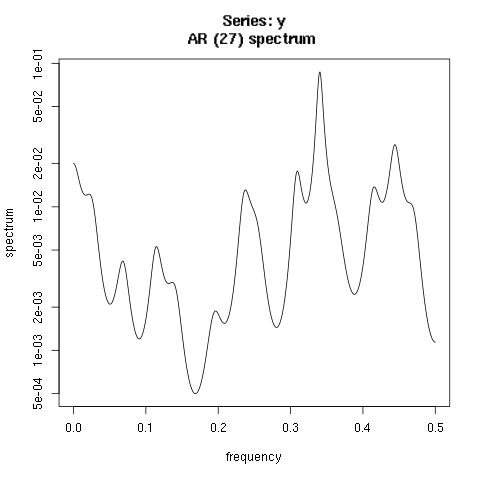 Series: y
AR (27) spectrum
spectrum
1e-01
5e-02
2e-02
1e-02
5e-03
2e-03
1e-03
5e-04
0.0 0.1 0.2 0.3 0.4 0.5
frequency